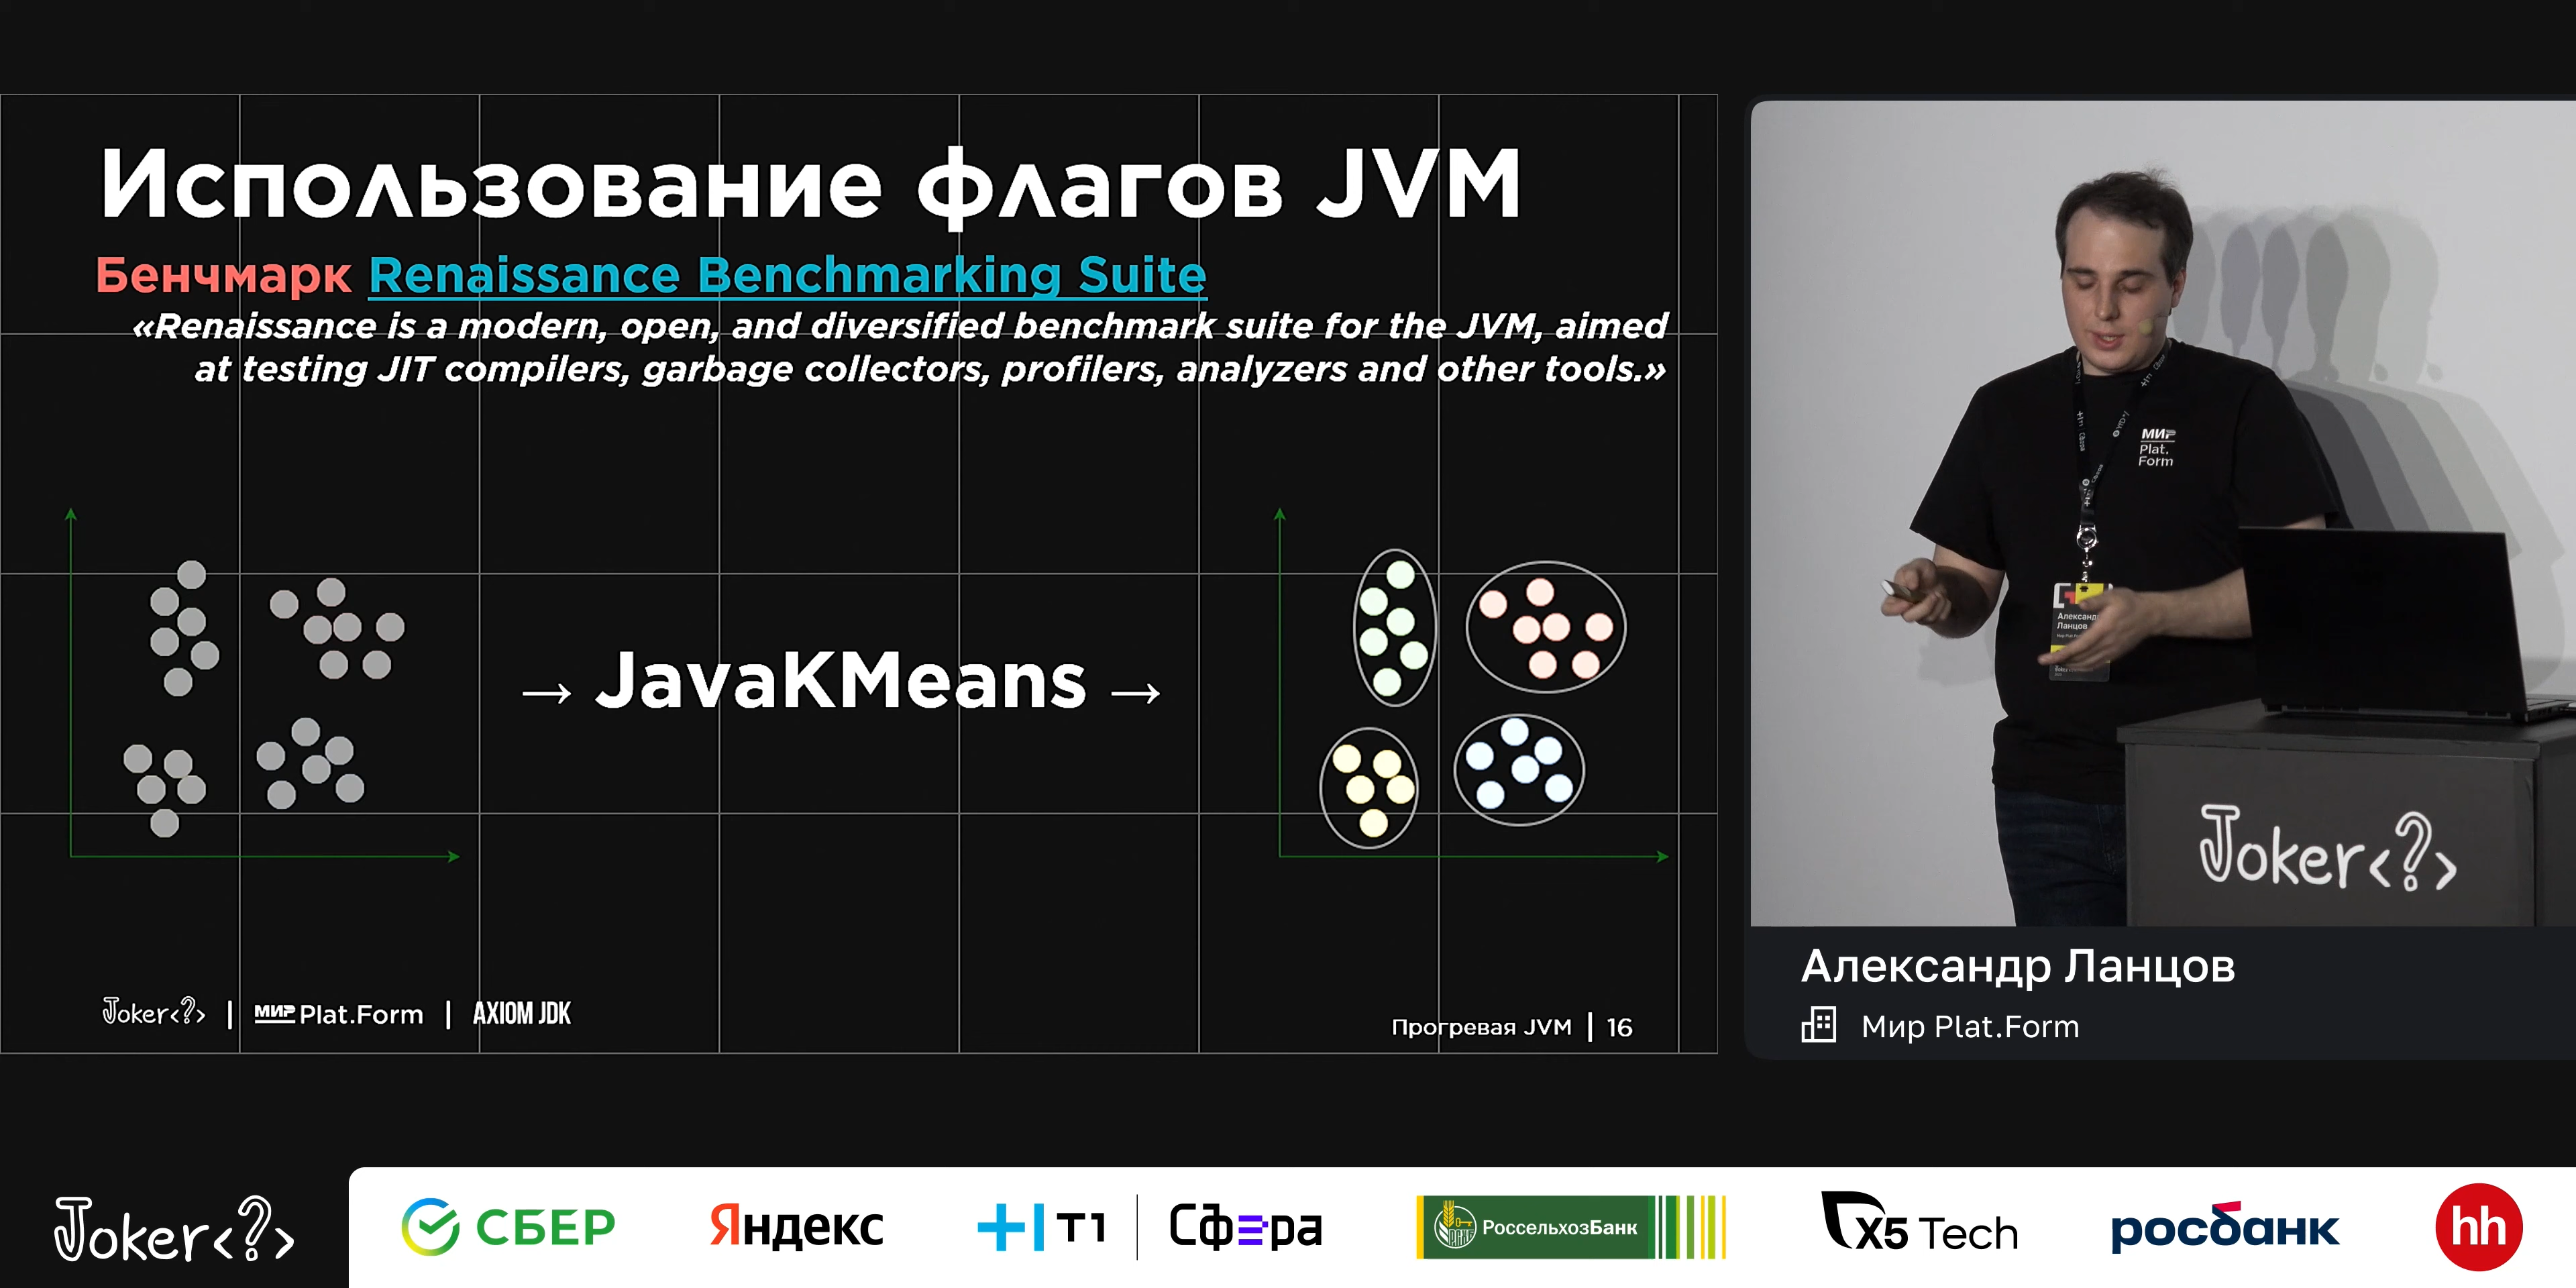 Использование флагов JVM
Бенчмарк Renaissance Benchmarking Suite
«Renaissance is a modern, open, and diversified benchmark suite for the JVM, aimed
at testing JIT compilers, garbage collectors, profilers, analyzers and other tools.»
→ JavaKMeans →
Joker<?> | МИР Plat.Form | AXIOM JDK
Прогревая JVM | 16
МИР
Plat.
Form
Александр
Ланцов
Joker<?>
Александр Ланцов
Мир Plat.Form
Joker<?>
СБЕР
Яндекс
Т1
Сфера
РоссельхозБанк
X5 Tech
росбанк
hh